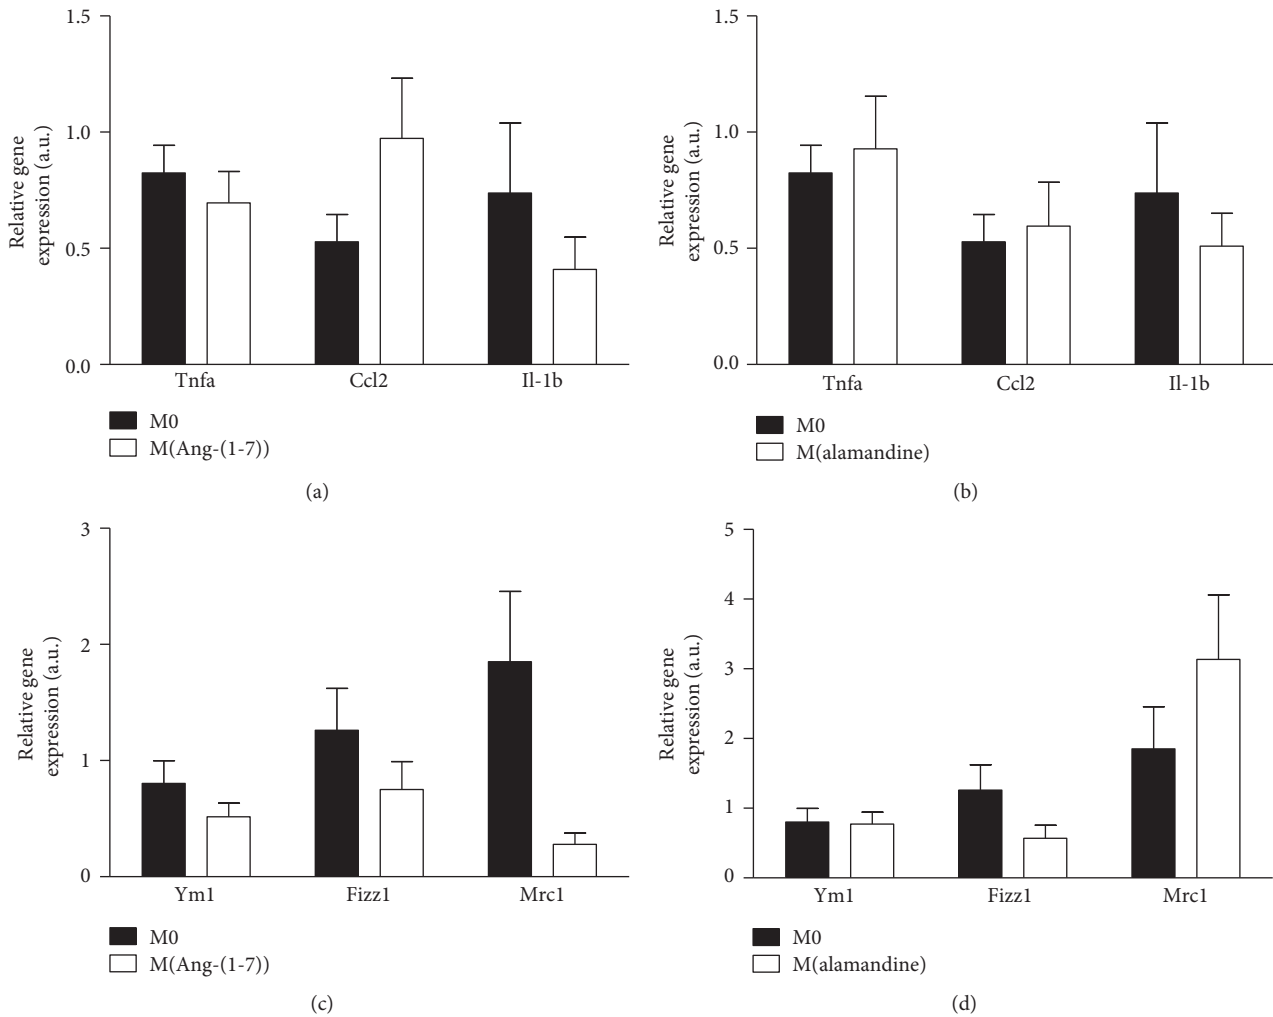 Relative gene
expression (a.u.)
1.5
1.0
0.5
0.0
Tnfa Ccl2 Il-1b
M0
M(Ang-(1-7))
(a)
Relative gene
expression (a.u.)
1.5
1.0
0.5
0.0
Tnfa Ccl2 Il-1b
M0
M(alamandine)
(b)
Relative gene
expression (a.u.)
3
2
1
0
Ym1 Fizz1 Mrc1
M0
M(Ang-(1-7))
(c)
Relative gene
expression (a.u.)
5
4
3
2
1
0
Ym1 Fizz1 Mrc1
M0
M(alamandine)
(d)